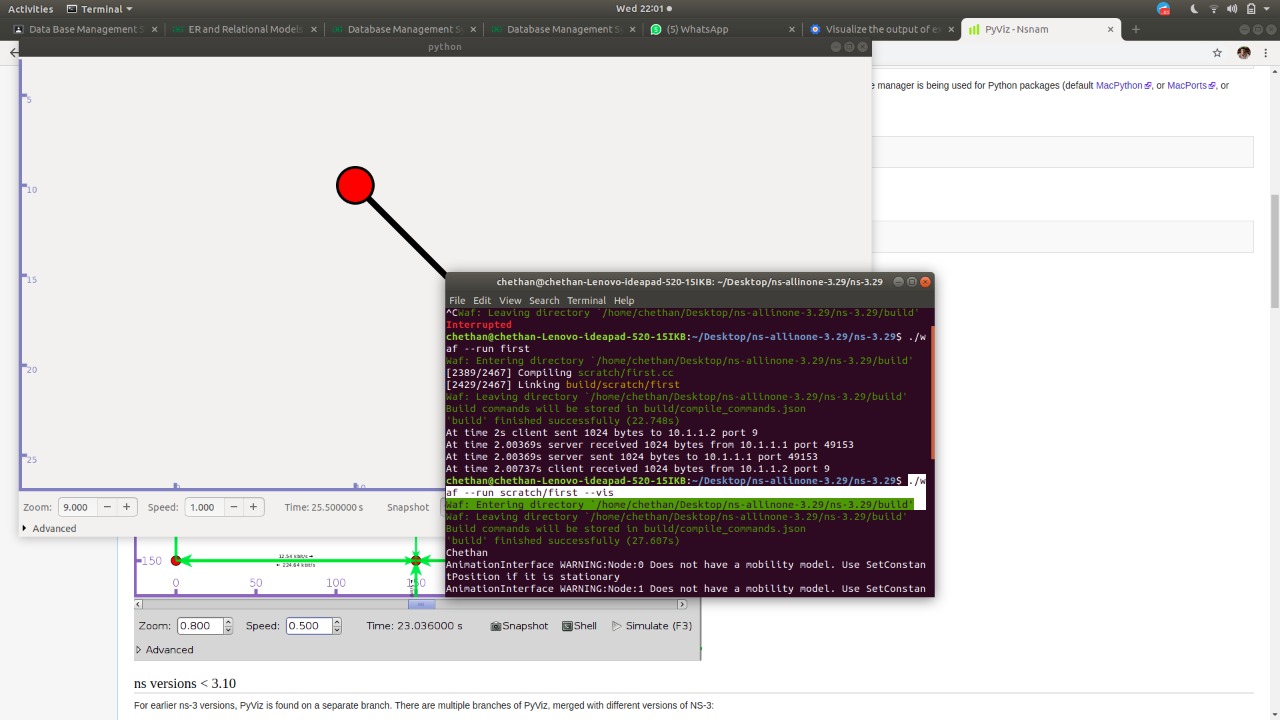 Activities Terminal Wed 22:01
Data Base Management S ER and Relational Models Database Management Sy Database Management S (5) WhatsApp Visualize the output of ex PyViz - Nsnam
python
e manager is being used for Python packages (default MacPython, or MacPorts, or
5
10
15
20
25
0
10
Zoom: 9.000 Speed: 1.000 Time: 25.500000 s Snapshot
Advanced
chethan@chethan-Lenovo-ideapad-520-15IKB: ~/Desktop/ns-allinone-3.29/ns-3.29
File Edit View Search Terminal Help
^CWaf: Leaving directory `/home/chethan/Desktop/ns-allinone-3.29/ns-3.29/build'
Interrupted
chethan@chethan-Lenovo-ideapad-520-15IKB:~/Desktop/ns-allinone-3.29/ns-3.29$ ./w
af --run first
Waf: Entering directory `/home/chethan/Desktop/ns-allinone-3.29/ns-3.29/build'
[2389/2467] Compiling scratch/first.cc
[2429/2467] Linking build/scratch/first
Waf: Leaving directory `/home/chethan/Desktop/ns-allinone-3.29/ns-3.29/build'
Build commands will be stored in build/compile_commands.json
'build' finished successfully (22.748s)
At time 2s client sent 1024 bytes to 10.1.1.2 port 9
At time 2.00369s server received 1024 bytes from 10.1.1.1 port 49153
At time 2.00369s server sent 1024 bytes to 10.1.1.1 port 49153
At time 2.00737s client received 1024 bytes from 10.1.1.2 port 9
chethan@chethan-Lenovo-ideapad-520-15IKB:~/Desktop/ns-allinone-3.29/ns-3.29$ ./w
af --run scratch/first --vis
Waf: Entering directory `/home/chethan/Desktop/ns-allinone-3.29/ns-3.29/build'
Waf: Leaving directory `/home/chethan/Desktop/ns-allinone-3.29/ns-3.29/build'
Build commands will be stored in build/compile_commands.json
'build' finished successfully (27.607s)
Chethan
AnimationInterface WARNING:Node:0 Does not have a mobility model. Use SetConstan
tPosition if it is stationary
AnimationInterface WARNING:Node:1 Does not have a mobility model. Use SetConstan
12.54 kbit/s
224.64 kbit/s
150
0 50 100 150
Zoom: 0.800 Speed: 0.500 Time: 23.036000 s Snapshot Shell Simulate (F3)
Advanced
ns versions < 3.10
For earlier ns-3 versions, PyViz is found on a separate branch. There are multiple branches of PyViz, merged with different versions of NS-3: